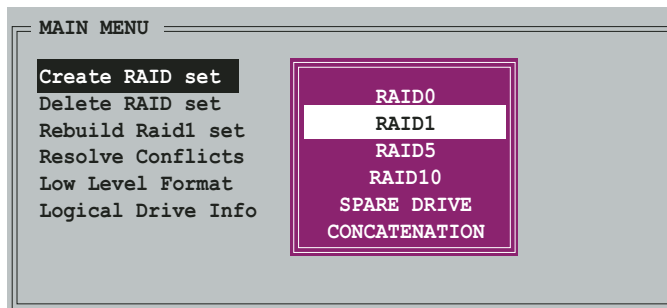 MAIN MENU
Create RAID set
Delete RAID set
Rebuild Raid1 set
Resolve Conflicts
Low Level Format
Logical Drive Info
RAID0
RAID1
RAID5
RAID10
SPARE DRIVE
CONCATENATION